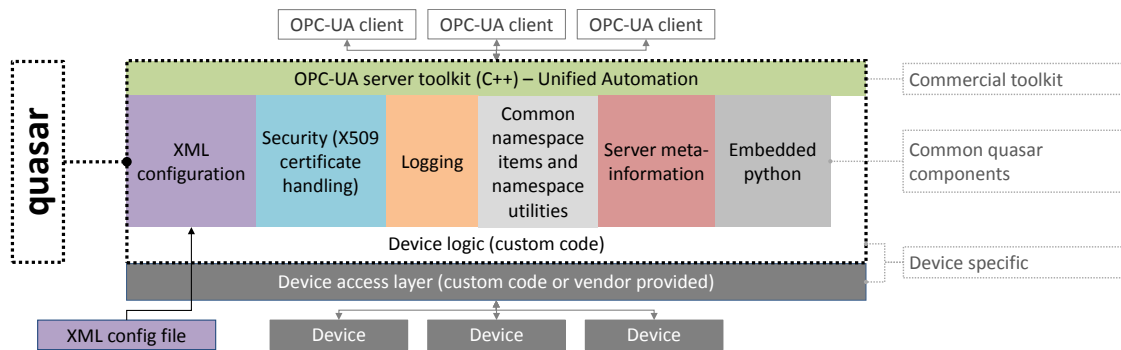 OPC-UA client
OPC-UA client
OPC-UA client
quasar
OPC-UA server toolkit (C++) – Unified Automation
Commercial toolkit
XML
configuration
Security (X509
certificate
handling)
Logging
Common
namespace
items and
namespace
utilities
Server meta-
information
Embedded
python
Common quasar
components
Device logic (custom code)
Device specific
Device access layer (custom code or vendor provided)
XML config file
Device
Device
Device